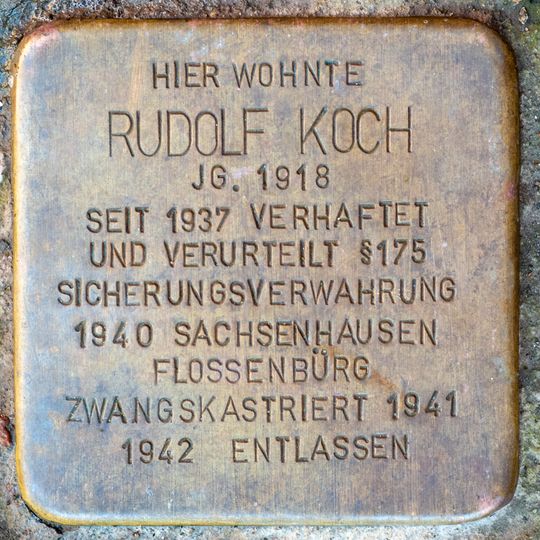 HIER WOHNTE
RUDOLF KOCH
JG. 1918
SEIT 1937 VERHAFTET
UND VERURTEILT §175
SICHERUNGSVERWAHRUNG
1940 SACHSENHAUSEN
FLOSSENBÜRG
ZWANGSKASTRIERT 1941
1942 ENTLASSEN